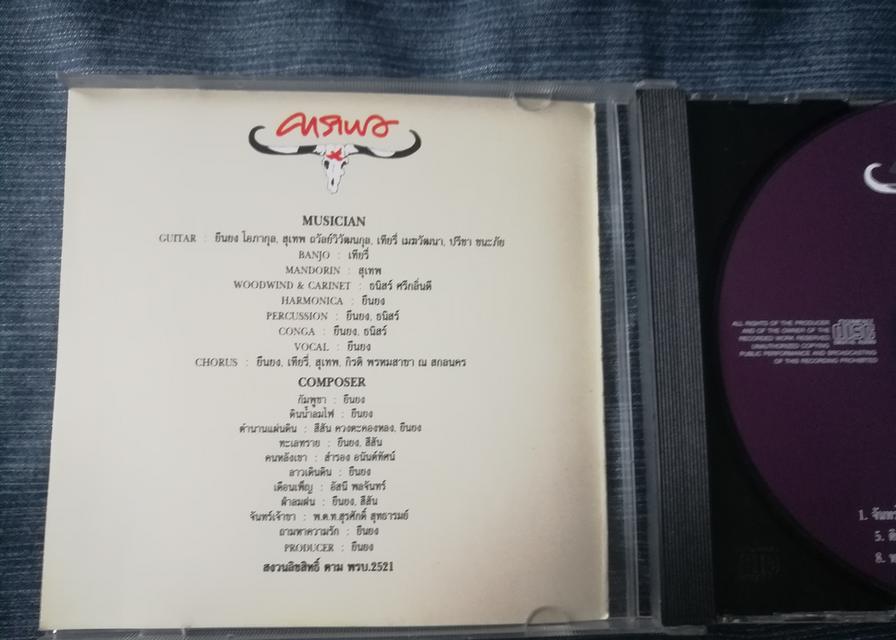 คาราบาว
MUSICIAN
GUITAR : ยืนยง โอภากุล, สุเทพ ถวัลย์วิวัฒนกุล, เทียรี่ เมฆวัฒนา, ปรีชา ชนะภัย
BANJO : เทียรี่
MANDORIN : สุเทพ
WOODWIND & CARINET : ธนิสร์ ศรีกลิ่นดี
HARMONICA : ยืนยง
PERCUSSION : ยืนยง, ธนิสร์
CONGA : ยืนยง, ธนิสร์
VOCAL : ยืนยง
CHORUS : ยืนยง, เทียรี่, สุเทพ, กิรติ พรหมสาขา ณ สกลนคร
COMPOSER
กัมพูชา : ยืนยง
ดินน้ำลมไฟ : ยืนยง
ตำนานแผ่นดิน : สีสัน ควงตะคองหลง, ยืนยง
ทะเลทราย : ยืนยง, สีสัน
คนหลังเขา : สำรอง อนันต์ทัศน์
ลาวเดินดิน : ยืนยง
เดือนเพ็ญ : อัสนี พลจันทร์
ฝ้าลมฝน : ยืนยง, สีสัน
จันทร์เจ้าขา : พ.ต.ท.สุรศักดิ์ สุทธารมย์
ถามหาความรัก : ยืนยง
PRODUCER : ยืนยง
สงวนลิขสิทธิ์ ตาม พรบ.2521
ALL RIGHTS OF THE PRODUCER
AND OF THE OWNER OF THE
RECORDED WORK RESERVED
UNAUTHORIZED COPYING
PUBLIC PERFORMANCE AND BROADCASTING
OF THIS RECORDING PROHIBITED
COMPACT
disc
1.
5.
8.